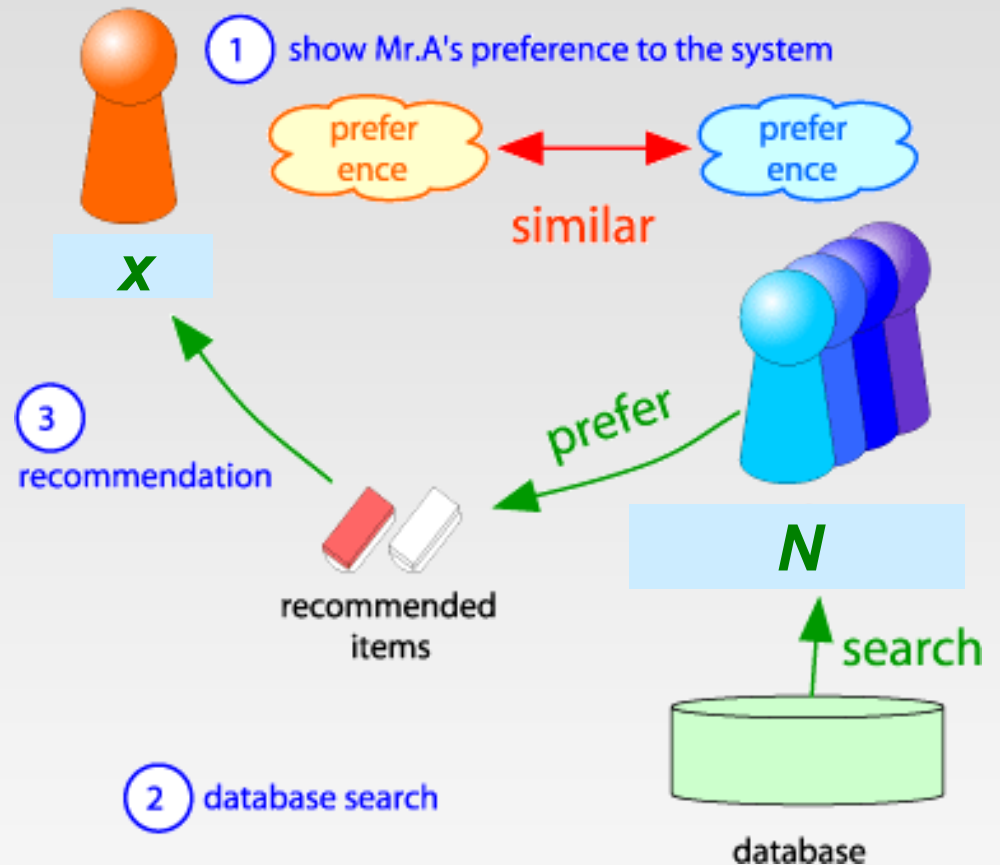 1 show Mr.A's preference to the system
prefer
ence
prefer
ence
similar
x
3
recommendation
prefer
N
recommended
items
search
2 database search
database